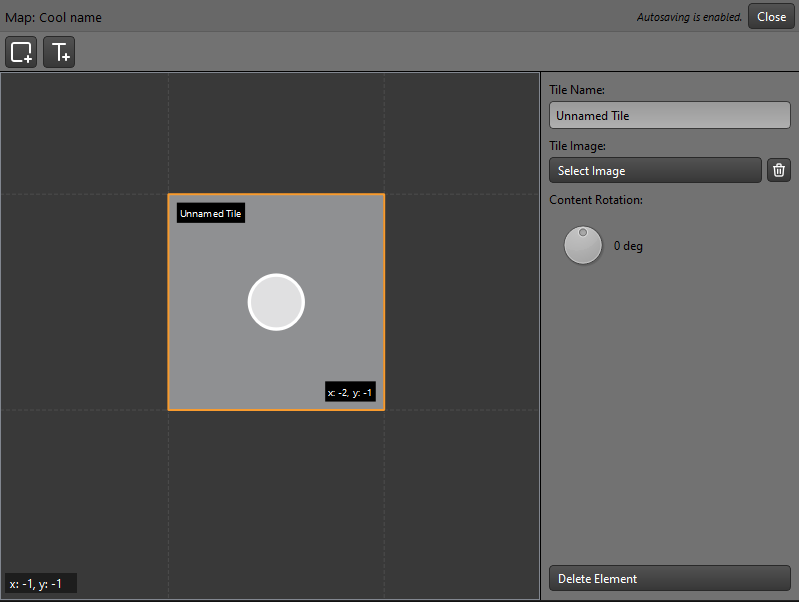 Map: Cool name
Autosaving is enabled.
Close
Tile Name:
Unnamed Tile
Tile Image:
Select Image
Content Rotation:
0 deg
Unnamed Tile
x: -2, y: -1
x: -1, y: -1
Delete Element